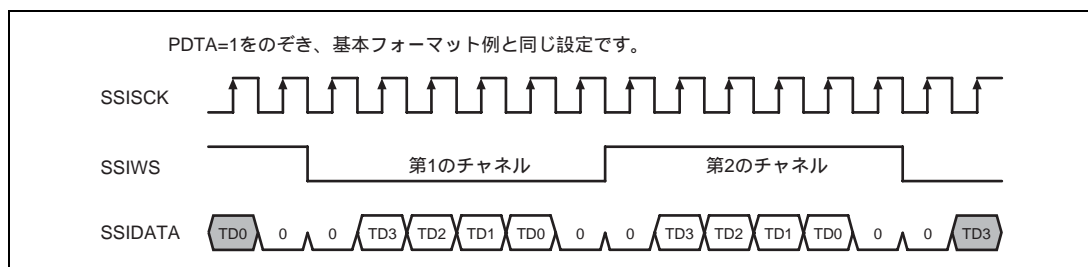 PDTA=1をのぞき、基本フォーマット例と同じ設定です。
SSISCK
SSIWS 第1のチャネル 第2のチャネル
SSIDATA TD0 0 0 TD3 TD2 TD1 TD0 0 0 TD3 TD2 TD1 TD0 0 0 TD3